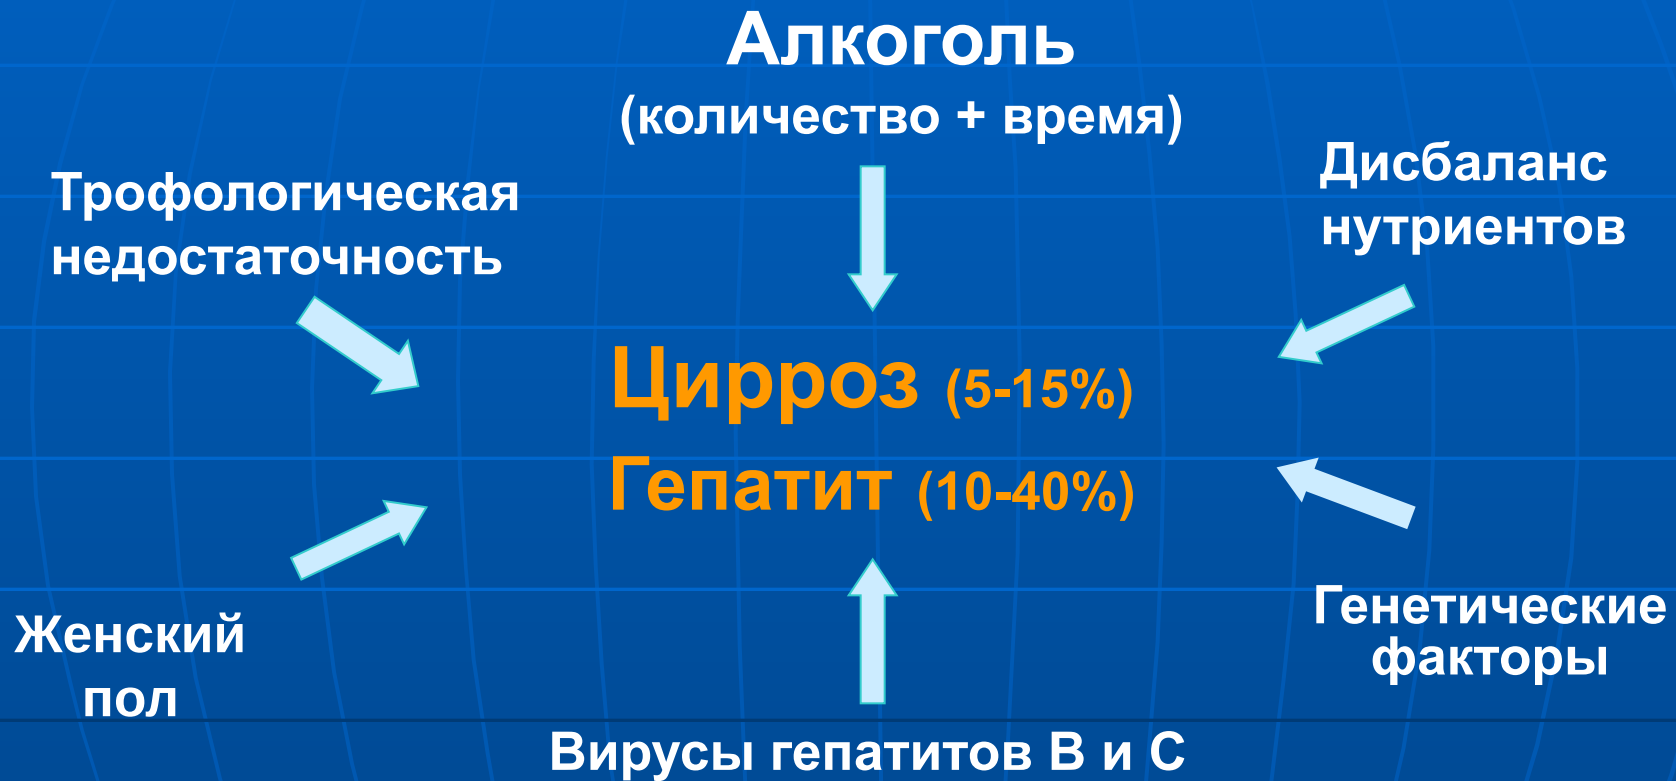 Алкоголь
(количество + время)
Трофологическая
недостаточность
Дисбаланс
нутриентов
Цирроз (5-15%)
Гепатит (10-40%)
Женский
пол
Генетические
факторы
Вирусы гепатитов В и С